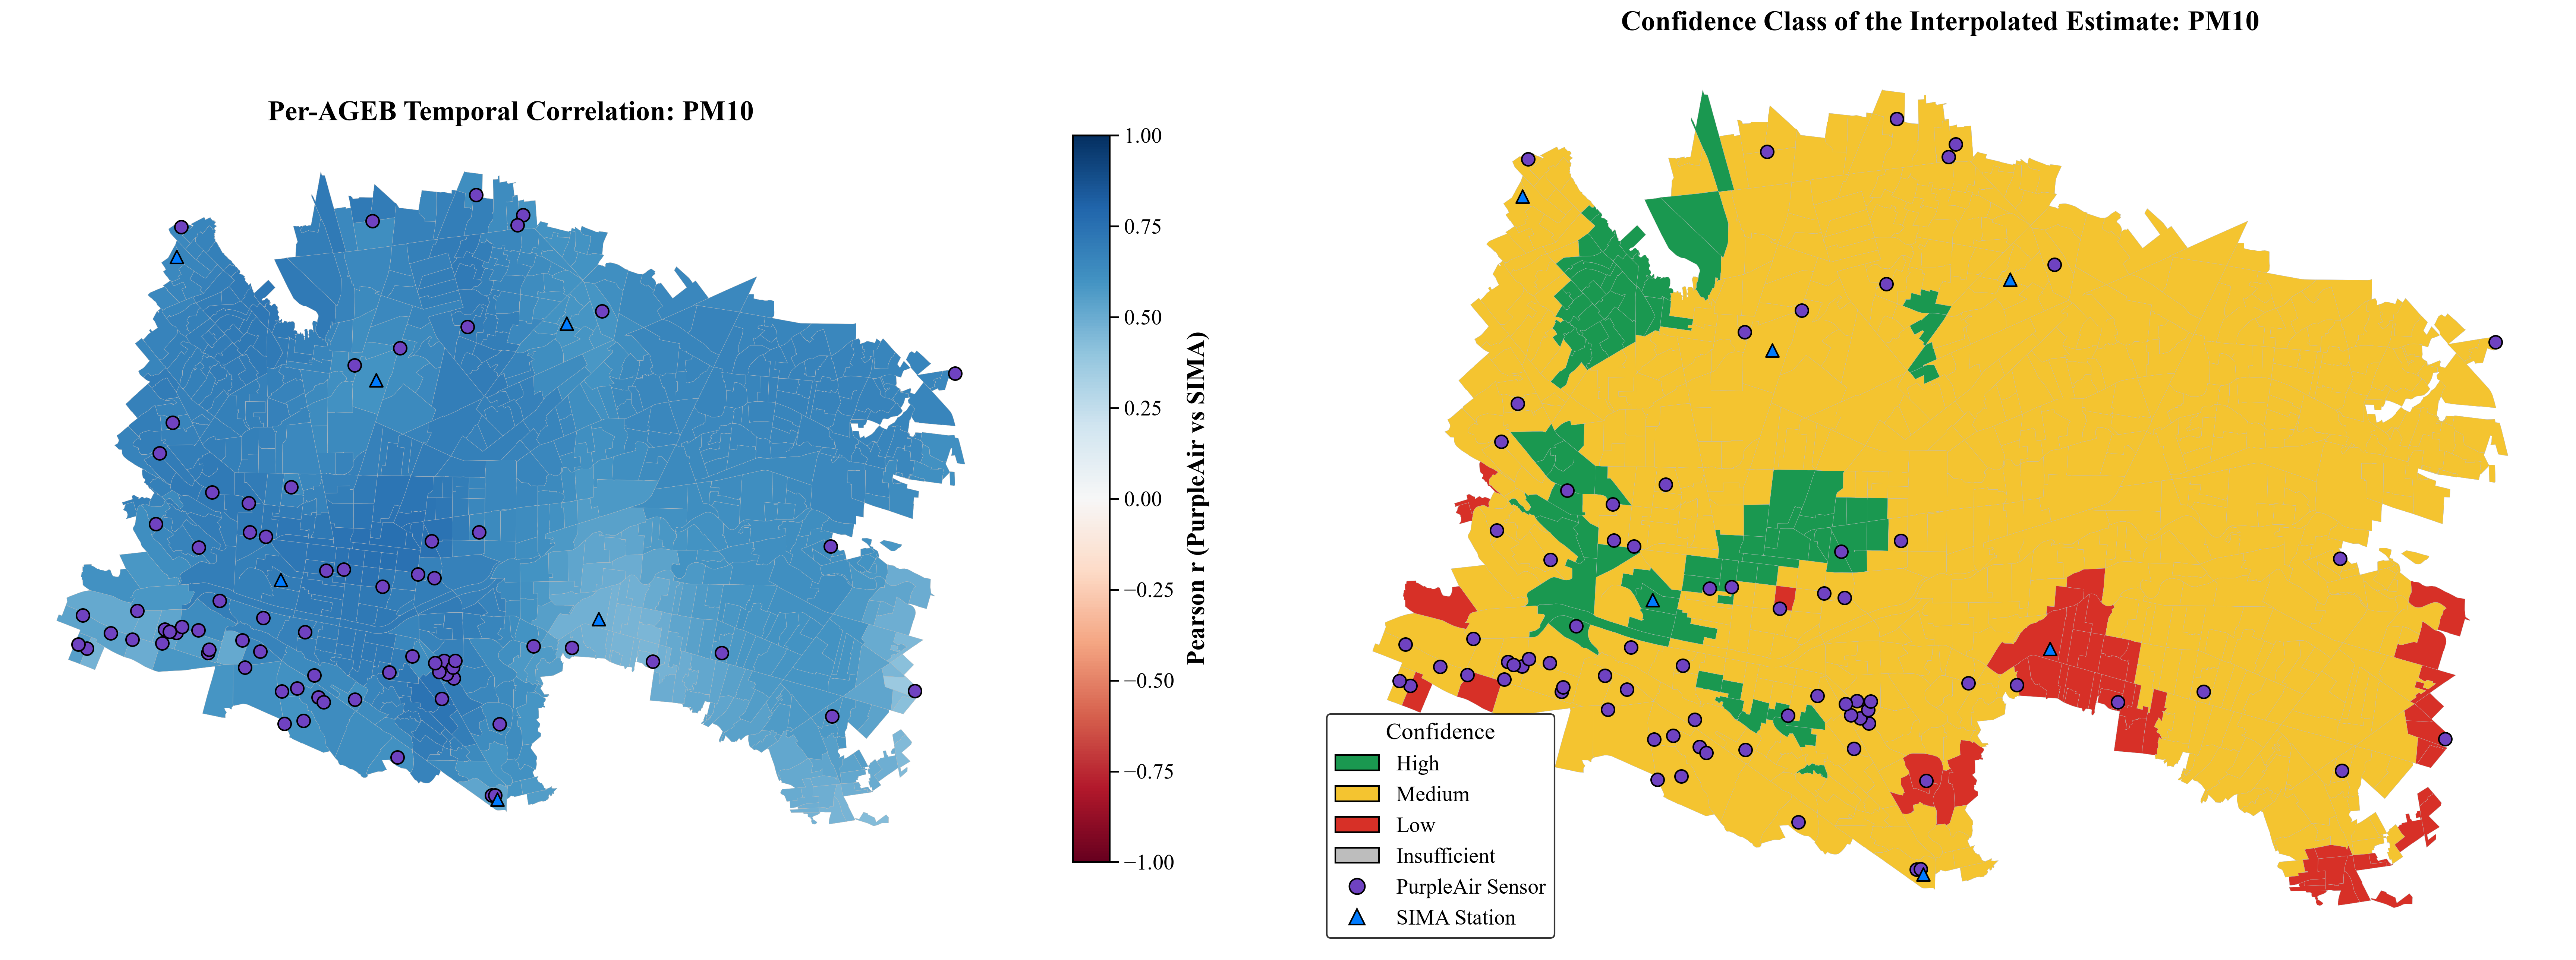 Confidence Class of the Interpolated Estimate: PM10
Per-AGEB Temporal Correlation: PM10
1.00
0.75
0.50
0.25
0.00
−0.25
−0.50
−0.75
−1.00
Pearson r (PurpleAir vs SIMA)
Confidence
High
Medium
Low
Insufficient
PurpleAir Sensor
SIMA Station